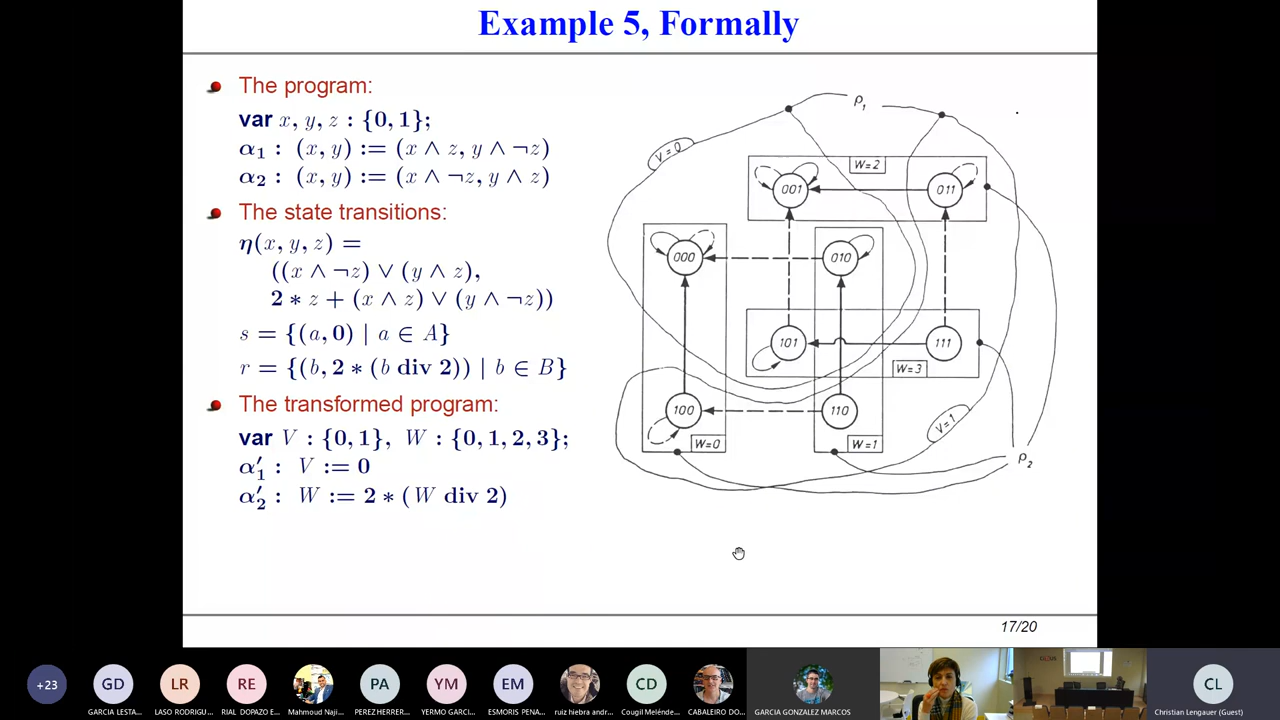 Example 5, Formally
The program:
var x, y, z : {0, 1};
α₁ : (x, y) := (x ∧ z, y ∧ ¬z)
α₂ : (x, y) := (x ∧ ¬z, y ∧ z)
The state transitions:
η(x, y, z) =
((x ∧ ¬z) ∨ (y ∧ z),
2 * z + (x ∧ z) ∨ (y ∧ ¬z))
s = {(a, 0) | a ∈ A}
r = {(b, 2 * (b div 2)) | b ∈ B}
The transformed program:
var V : {0, 1}, W : {0, 1, 2, 3};
α′₁ : V := 0
α′₂ : W := 2 * (W div 2)
ρ₁
V=0
W=2
001
011
000
010
101
111
W=3
100
110
V=1
W=0
W=1
ρ₂
17/20
+23
GD
LR
RE
PA
YM
EM
CD
CL
GARCIA LESTA...
LASO RODRIGU...
RIAL DOPAZO E...
Mahmoud Naji...
PEREZ HERRER...
YERMO GARCI...
ESMORIS PENA...
ruiz hiebra andr...
Cougil Melénde...
CABALEIRO DO...
GARCIA GONZALEZ MARCOS
Christian Lengauer (Guest)